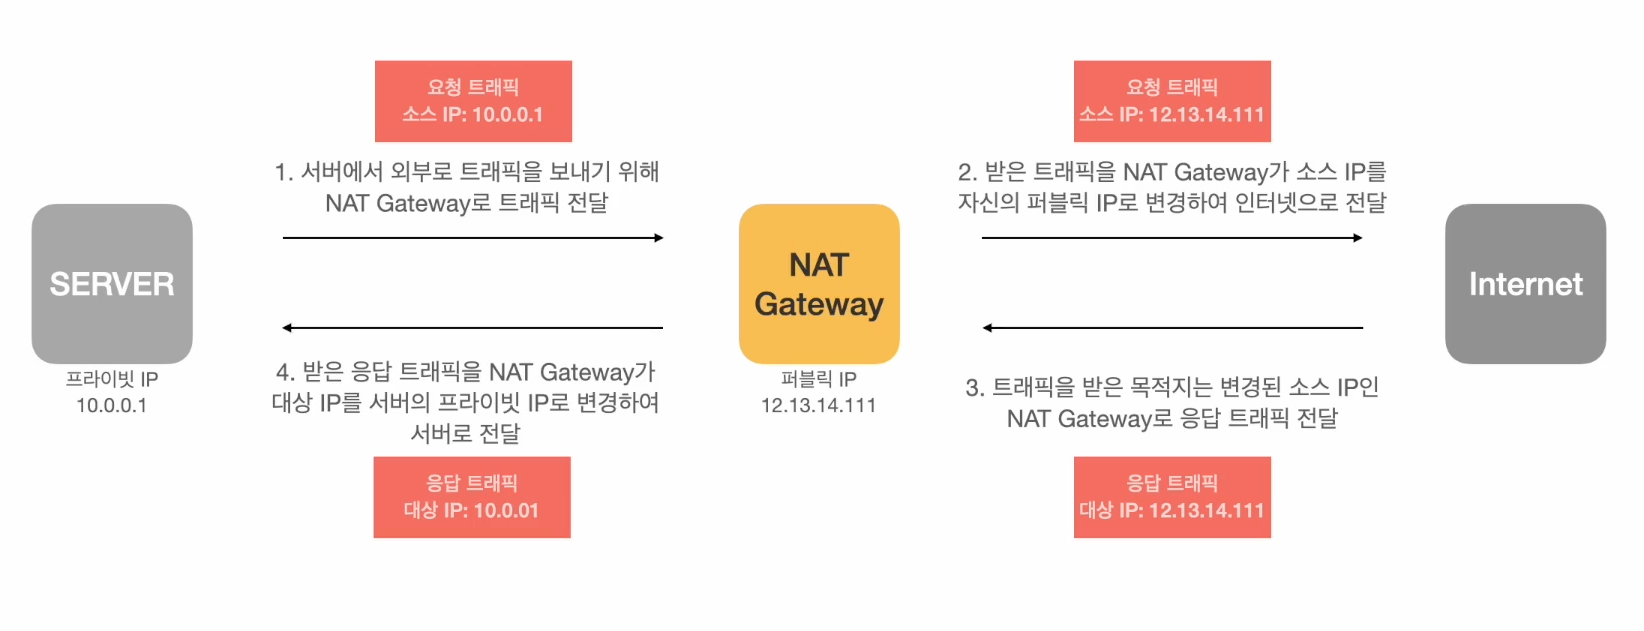 요청 트래픽
소스 IP: 10.0.0.1
요청 트래픽
소스 IP: 12.13.14.111
1. 서버에서 외부로 트래픽을 보내기 위해
NAT Gateway로 트래픽 전달
2. 받은 트래픽을 NAT Gateway가 소스 IP를
자신의 퍼블릭 IP로 변경하여 인터넷으로 전달
SERVER
NAT
Gateway
Internet
프라이빗 IP
10.0.0.1
퍼블릭 IP
12.13.14.111
4. 받은 응답 트래픽을 NAT Gateway가
대상 IP를 서버의 프라이빗 IP로 변경하여
서버로 전달
3. 트래픽을 받은 목적지는 변경된 소스 IP인
NAT Gateway로 응답 트래픽 전달
응답 트래픽
대상 IP: 10.0.01
응답 트래픽
대상 IP: 12.13.14.111